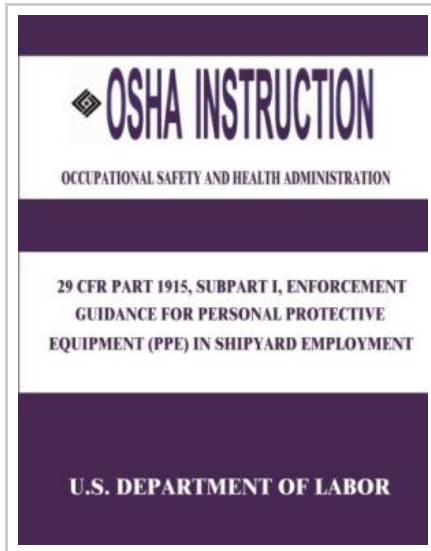 OSHA INSTRUCTION
OCCUPATIONAL SAFETY AND HEALTH ADMINISTRATION
29 CFR PART 1915, SUBPART I, ENFORCEMENT
GUIDANCE FOR PERSONAL PROTECTIVE
EQUIPMENT (PPE) IN SHIPYARD EMPLOYMENT
U.S. DEPARTMENT OF LABOR